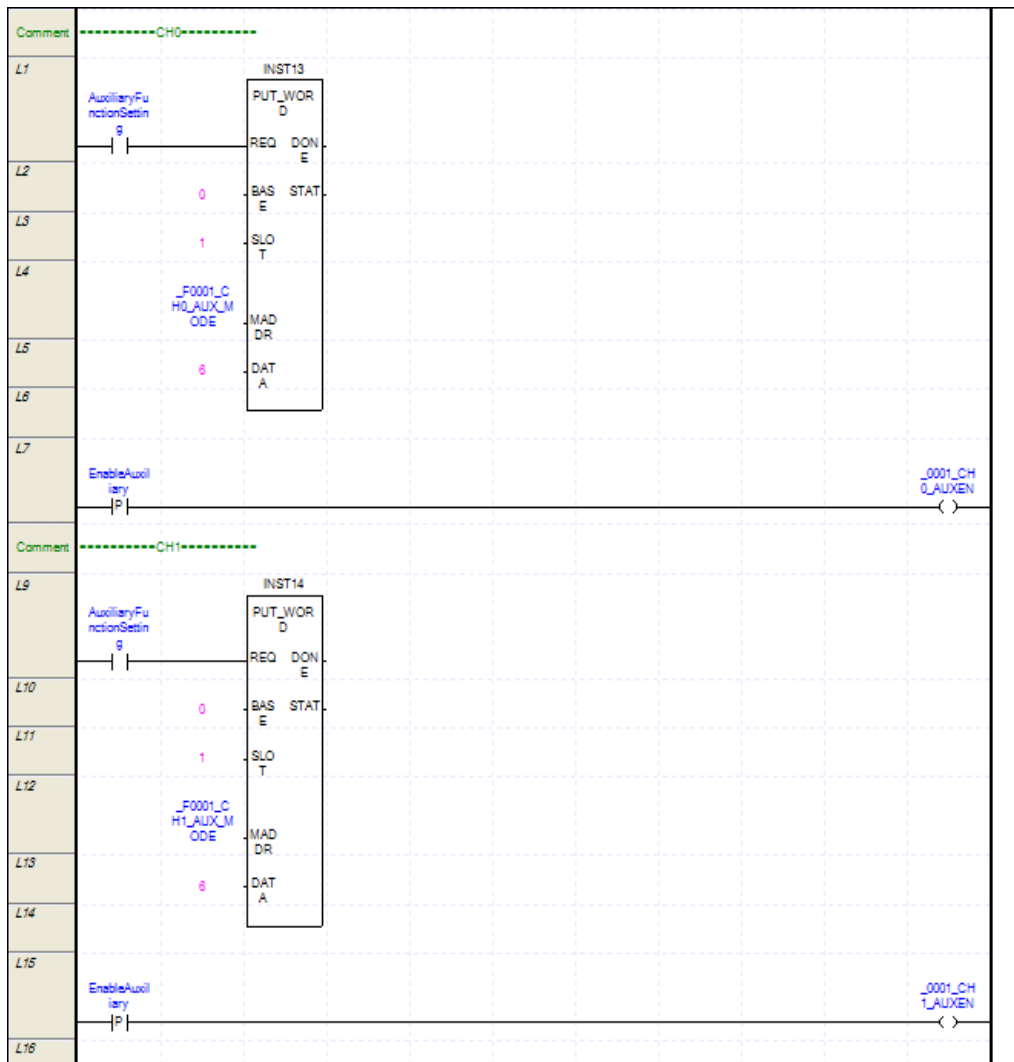 Comment ----------CH0----------
L1
INST13
AuxiliaryFu
nctionSettin
g
PUT_WOR
D
REQ DON
E
L2
0 BAS STAT
E
L3
1 SLO
T
L4
_F0001_C
H0_AUX_M
ODE
MAD
DR
L5
6 DAT
A
L6
L7
EnableAuxil
iary
P
_0001_CH
0_AUXEN
Comment ----------CH1----------
L9
INST14
AuxiliaryFu
nctionSettin
g
PUT_WOR
D
REQ DON
E
L10
0 BAS STAT
E
L11
1 SLO
T
L12
_F0001_C
H1_AUX_M
ODE
MAD
DR
L13
6 DAT
A
L14
L15
EnableAuxil
iary
P
_0001_CH
1_AUXEN
L16